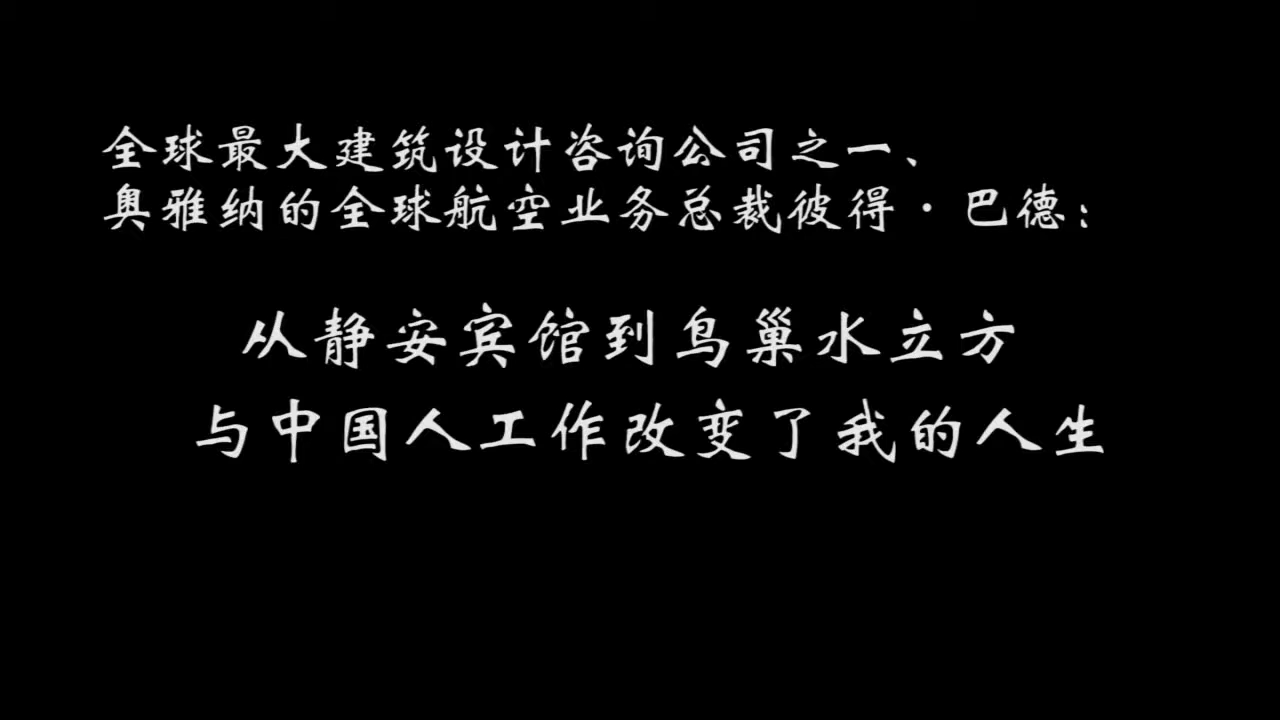 全球最大建筑设计咨询公司之一、
奥雅纳的全球航空业务总裁彼得·巴德：
从静安宾馆到鸟巢水立方
与中国人工作改变了我的人生